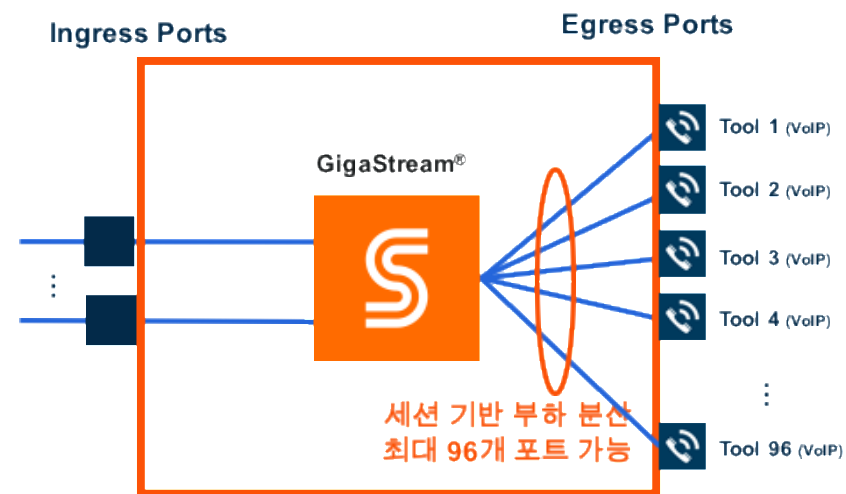 Ingress Ports
Egress Ports
GigaStream®
Tool 1 (VoIP)
Tool 2 (VoIP)
Tool 3 (VoIP)
Tool 4 (VoIP)
Tool 96 (VoIP)
세션 기반 부하 분산
최대 96개 포트 가능